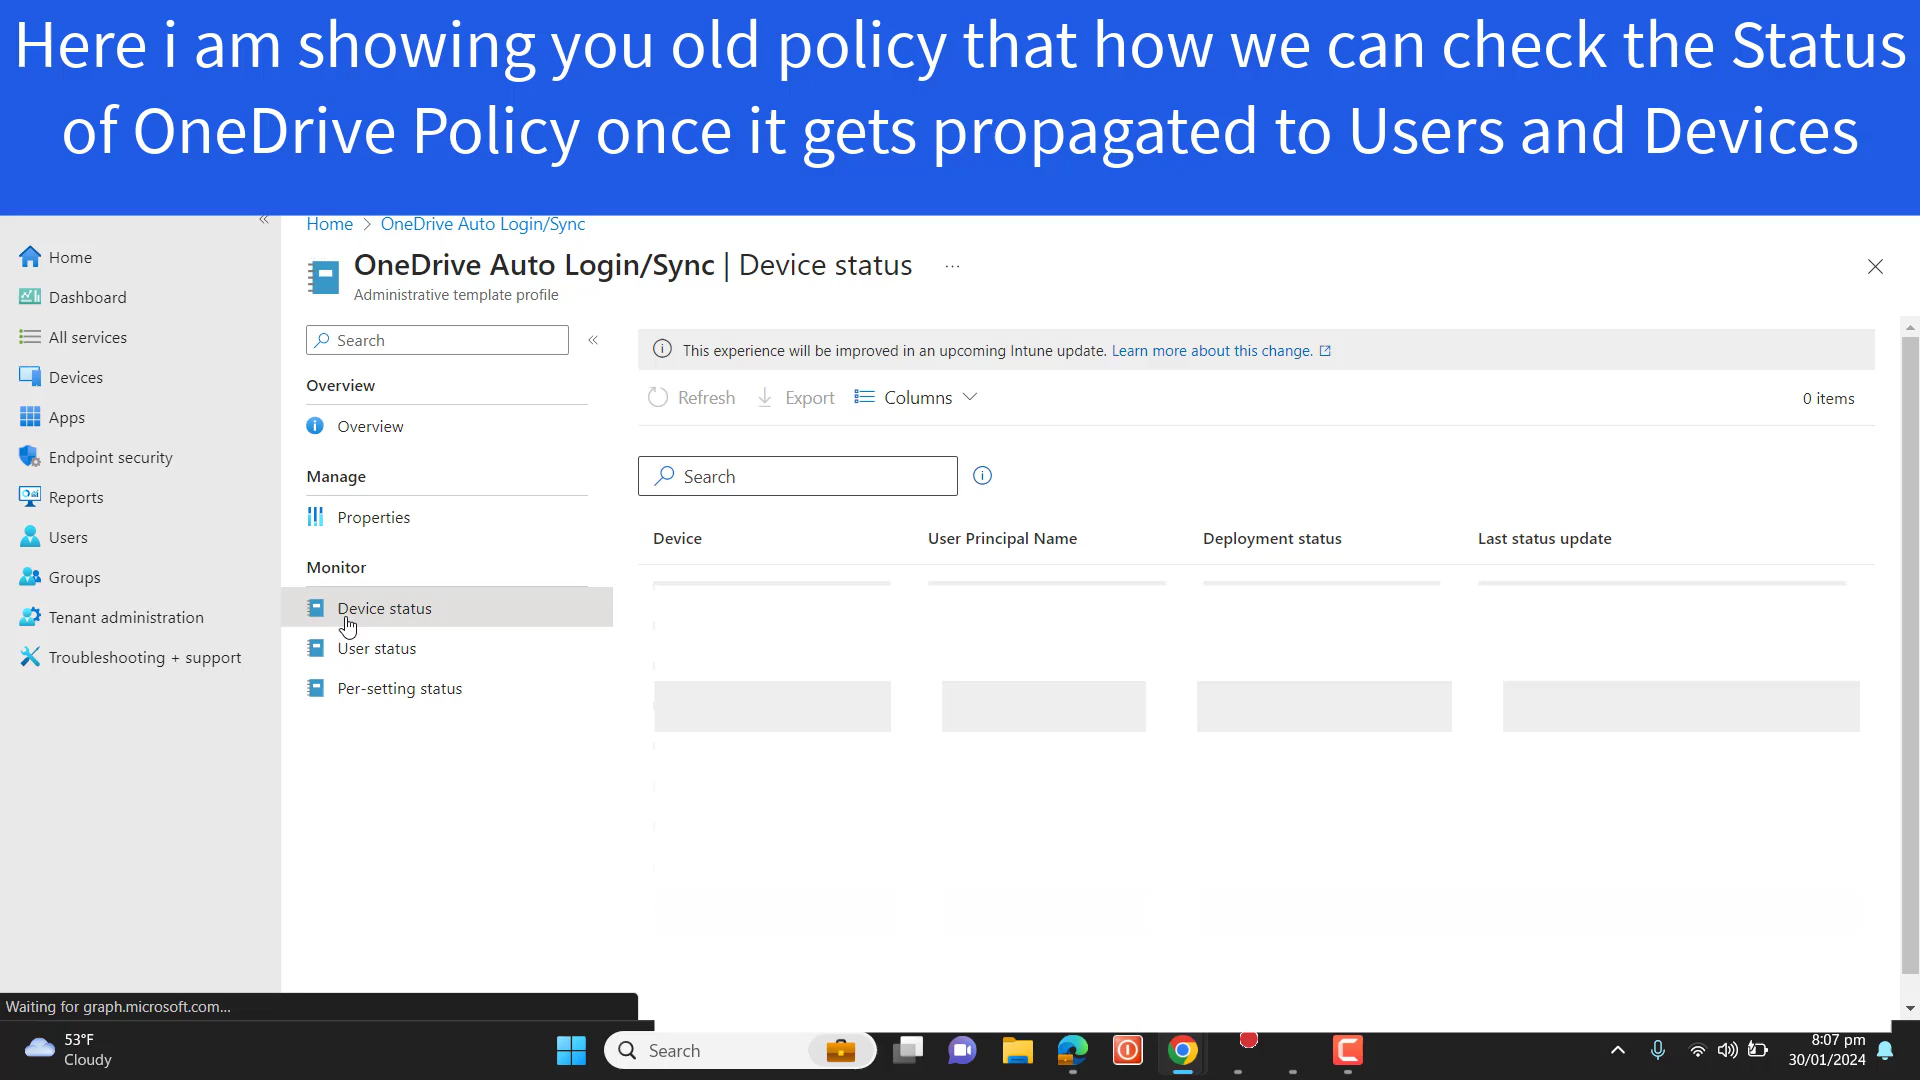 Here i am showing you old policy that how we can check the Status
of OneDrive Policy once it gets propagated to Users and Devices
Home > OneDrive Auto Login/Sync
OneDrive Auto Login/Sync | Device status ...
Administrative template profile
Home
Dashboard
All services
Devices
Apps
Endpoint security
Reports
Users
Groups
Tenant administration
Troubleshooting + support
Search
Overview
Overview
Manage
Properties
Monitor
Device status
User status
Per-setting status
This experience will be improved in an upcoming Intune update. Learn more about this change.
Refresh Export Columns 0 items
Search
Device User Principal Name Deployment status Last status update
Waiting for graph.microsoft.com...
53°F
Cloudy
Search
8:07 pm
30/01/2024